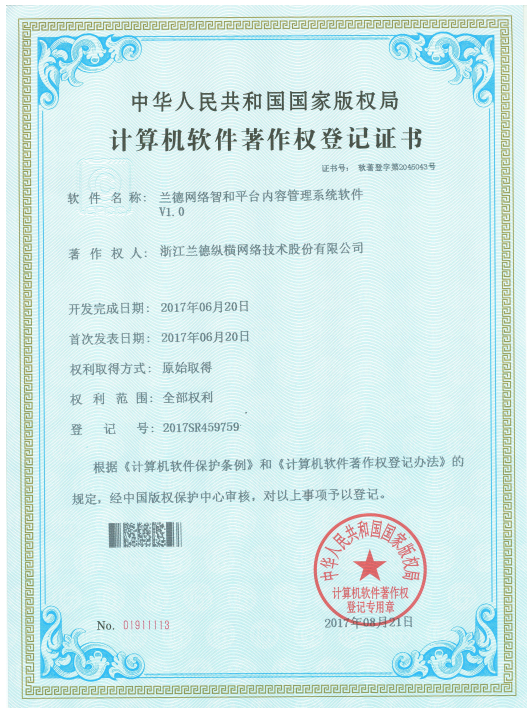 中华人民共和国国家版权局
计算机软件著作权登记证书
证书号： 软著登字第2045043号
软件名称： 兰德网络智和平台内容管理系统软件
V1.0
著作权人： 浙江兰德纵横网络技术股份有限公司
开发完成日期： 2017年06月20日
首次发表日期： 2017年06月20日
权利取得方式： 原始取得
权利范围： 全部权利
登记号： 2017SR459759
根据《计算机软件保护条例》和《计算机软件著作权登记办法》的
规定，经中国版权保护中心审核，对以上事项予以登记。
中华人民共和国国家版权局
计算机软件著作权
登记专用章
No. 01911113
2017年08月21日